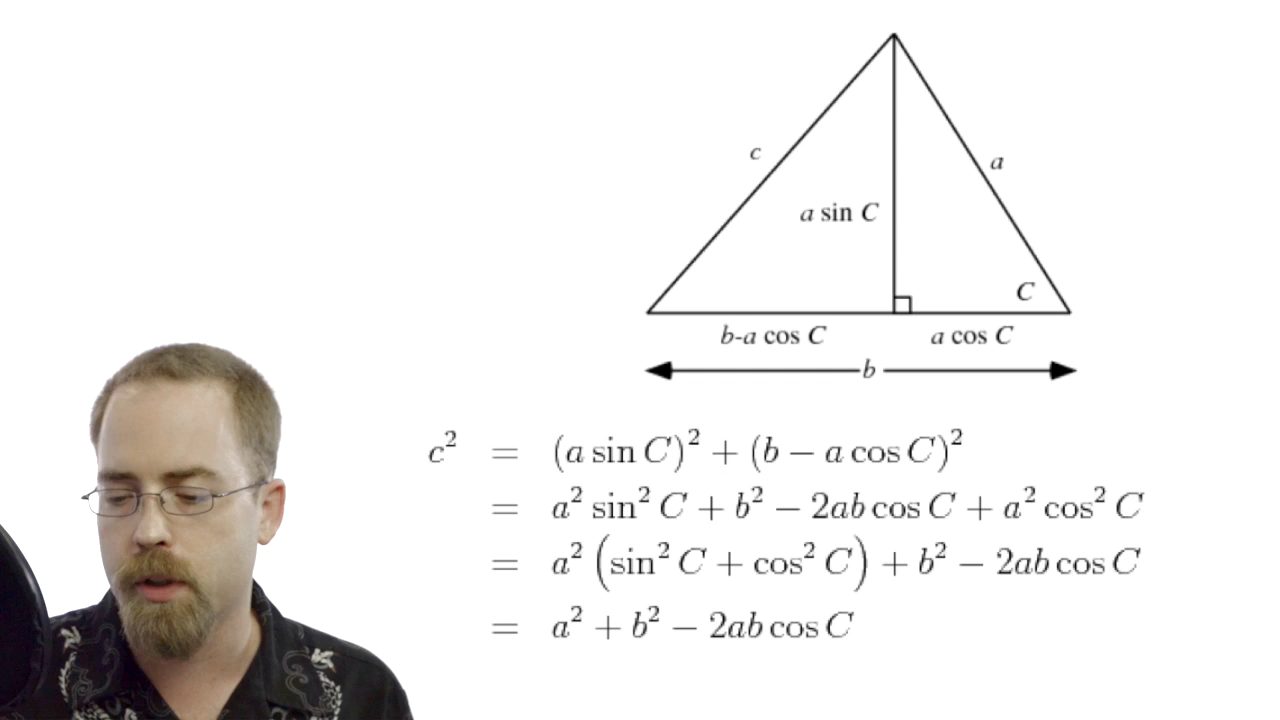 c
a
a sin C
C
b-a cos C
a cos C
b
c² = (a sin C)² + (b − a cos C)²
= a² sin² C + b² − 2ab cos C + a² cos² C
= a² (sin² C + cos² C) + b² − 2ab cos C
= a² + b² − 2ab cos C